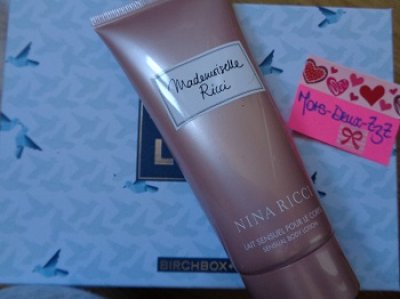 Mademoiselle
Ricci
NINA RICCI
LAIT SENSUEL POUR LE CORPS
SENSUAL BODY LOTION
Mots-Deux-ZzZ
L
BIRCHBOX+